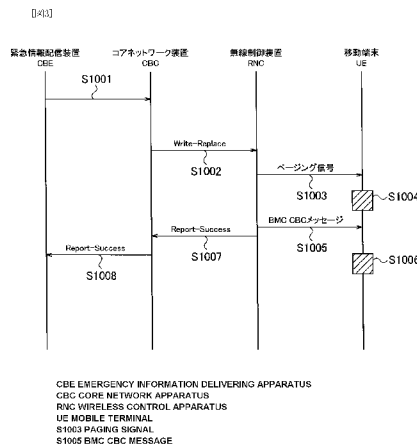 [図3]
緊急情報配信装置 コアネットワーク装置 無線制御装置 移動端末
CBE CBC RNC UE
S1001
Write-Replace
S1002
ページング信号
S1003
S1004
BMC CBCメッセージ
S1005
Report-Success
S1007
Report-Success
S1006
S1008
CBE EMERGENCY INFORMATION DELIVERING APPARATUS
CBC CORE NETWORK APPARATUS
RNC WIRELESS CONTROL APPARATUS
UE MOBILE TERMINAL
S1003 PAGING SIGNAL
S1005 BMC CBC MESSAGE